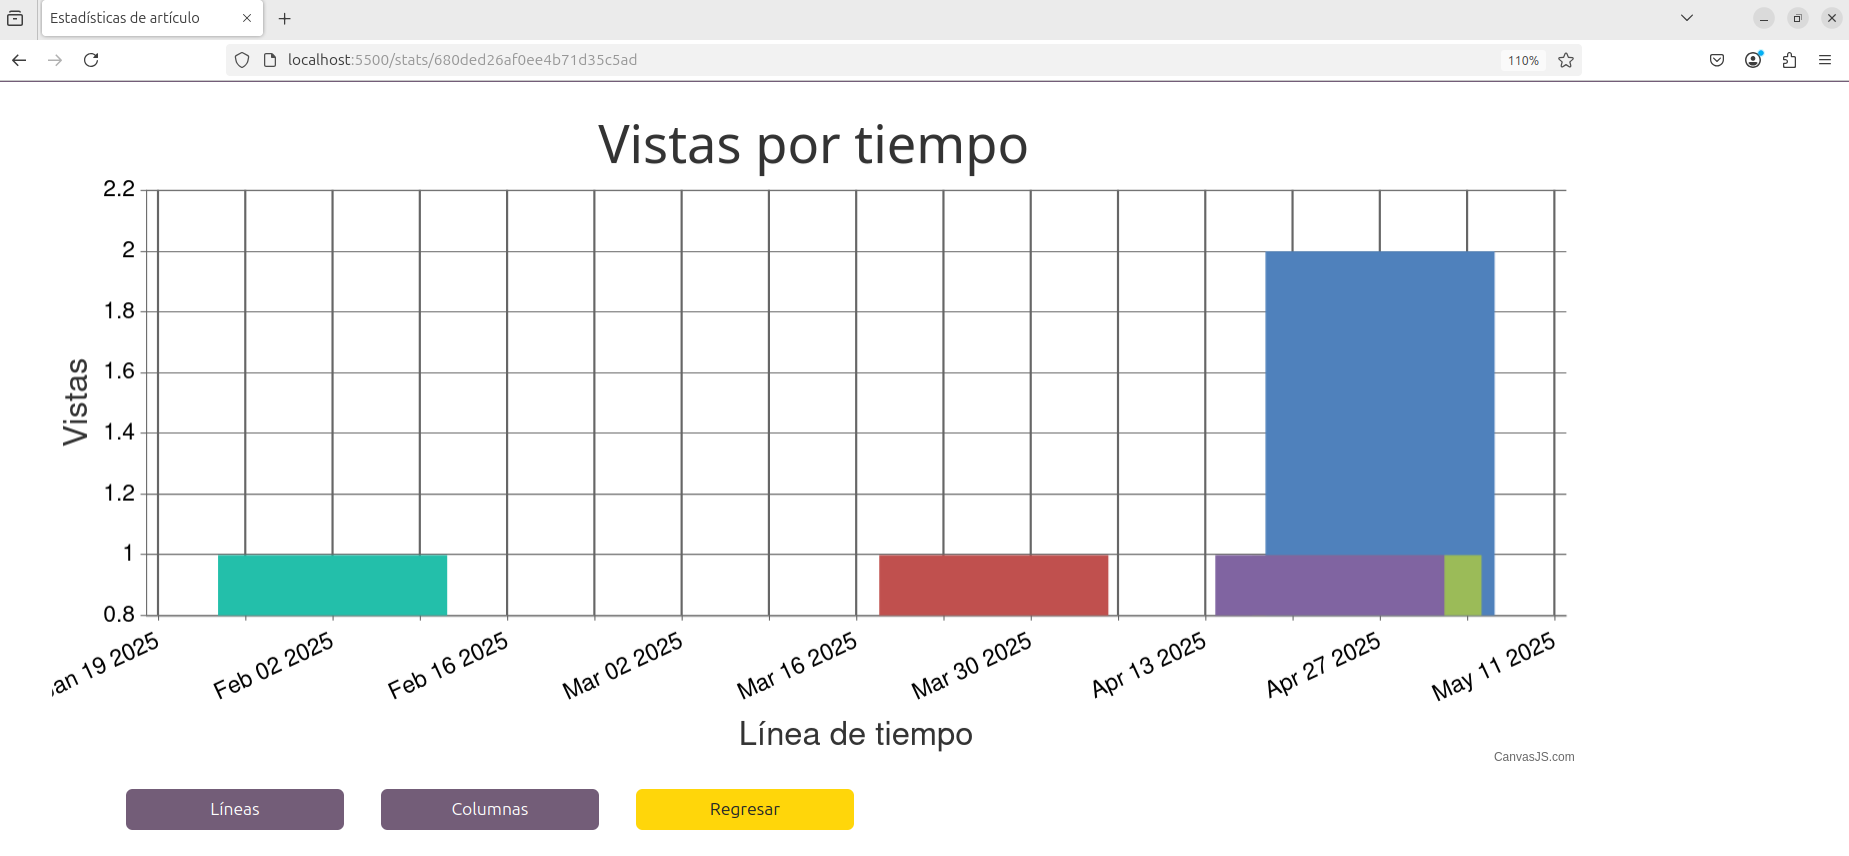 Estadísticas de artículo
localhost:5500/stats/680ded26af0ee4b71d35c5ad
110%
Vistas por tiempo
2.2
2
1.8
1.6
1.4
1.2
1
0.8
Vistas
an 19 2025
Feb 02 2025
Feb 16 2025
Mar 02 2025
Mar 16 2025
Mar 30 2025
Apr 13 2025
Apr 27 2025
May 11 2025
Línea de tiempo
CanvasJS.com
Líneas
Columnas
Regresar